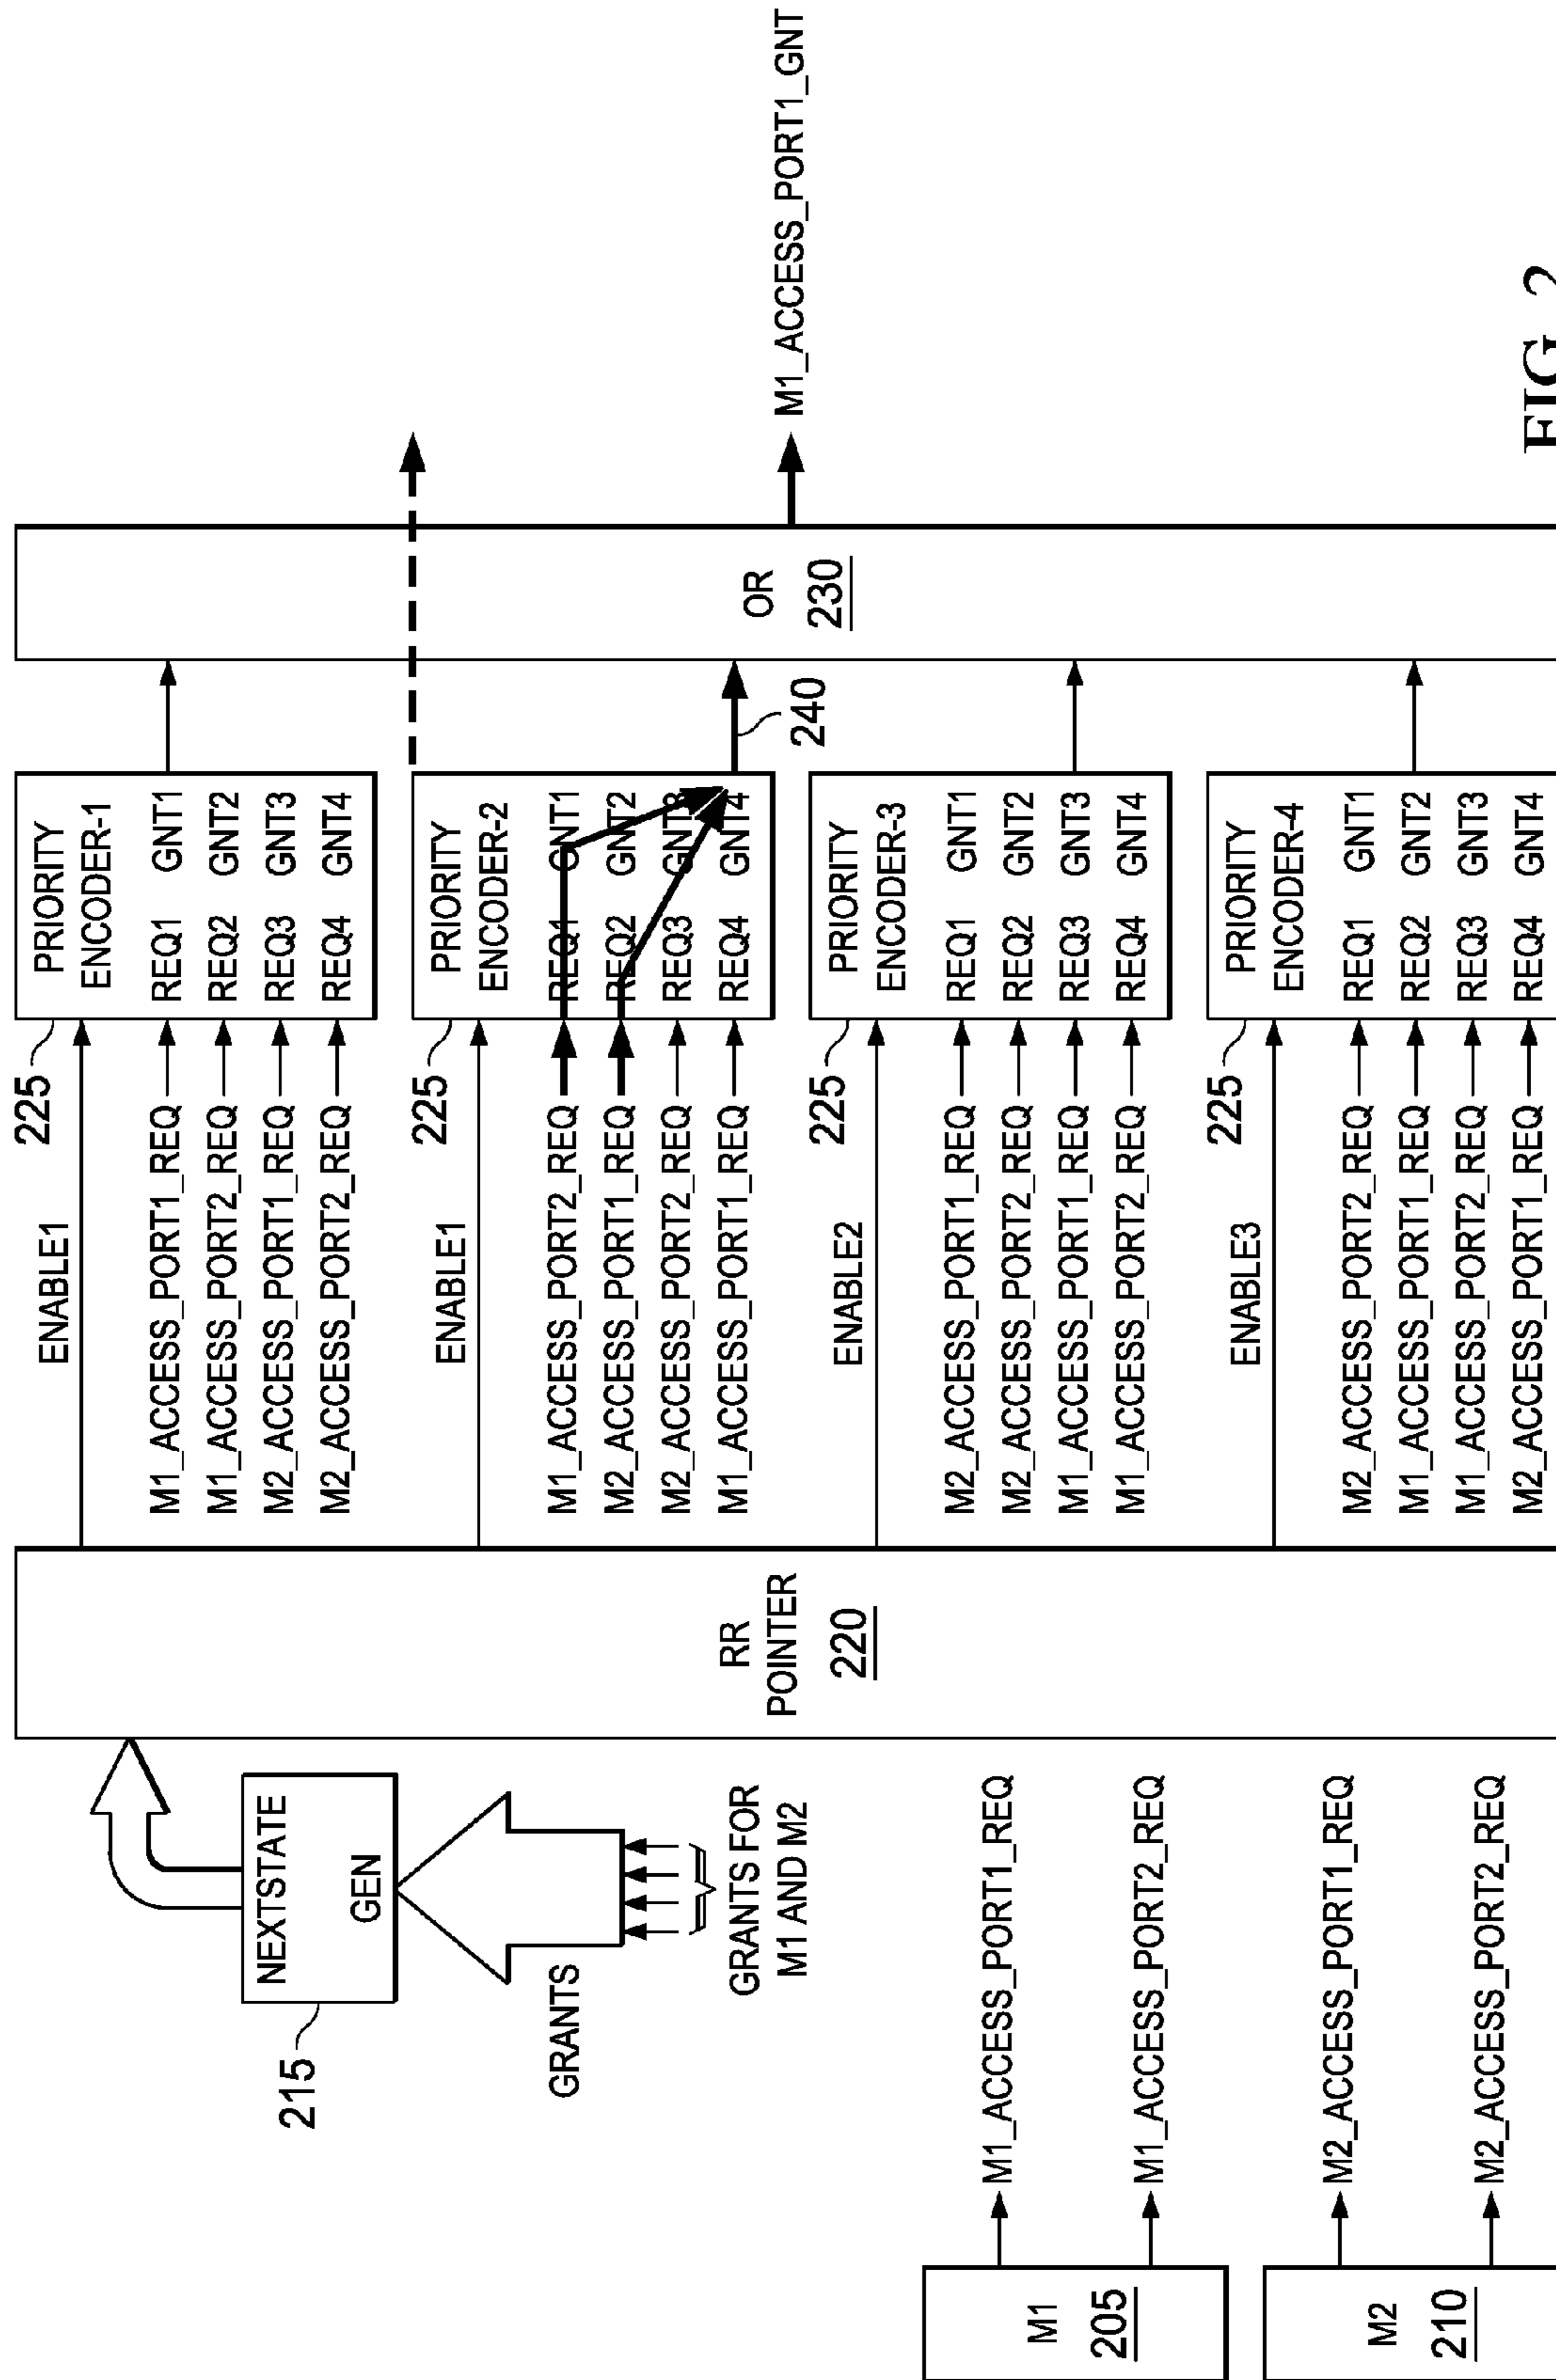 M1
205
M2
210
M1_ACCESS_PORT1_REQ
M1_ACCESS_PORT2_REQ
M2_ACCESS_PORT1_REQ
M2_ACCESS_PORT2_REQ
215
NEXTSTATE
GEN
GRANTS
GRANTS FOR
M1 AND M2
RR
POINTER
220
ENABLE1
M1_ACCESS_PORT1_REQ
M1_ACCESS_PORT2_REQ
M2_ACCESS_PORT1_REQ
M2_ACCESS_PORT2_REQ
225
PRIORITY
ENCODER-1
REQ1 GNT1
REQ2 GNT2
REQ3 GNT3
REQ4 GNT4
ENABLE1
M1_ACCESS_PORT2_REQ
M2_ACCESS_PORT1_REQ
M2_ACCESS_PORT2_REQ
M1_ACCESS_PORT1_REQ
225
PRIORITY
ENCODER-2
REQ1 GNT1
REQ2 GNT2
REQ3 GNT3
REQ4 GNT4
240
ENABLE2
M2_ACCESS_PORT1_REQ
M2_ACCESS_PORT2_REQ
M1_ACCESS_PORT1_REQ
M1_ACCESS_PORT2_REQ
225
PRIORITY
ENCODER-3
REQ1 GNT1
REQ2 GNT2
REQ3 GNT3
REQ4 GNT4
ENABLE3
M2_ACCESS_PORT2_REQ
M1_ACCESS_PORT1_REQ
M1_ACCESS_PORT2_REQ
M2_ACCESS_PORT1_REQ
225
PRIORITY
ENCODER-4
REQ1 GNT1
REQ2 GNT2
REQ3 GNT3
REQ4 GNT4
OR
230
M1_ACCESS_PORT1_GNT
FIG. 2